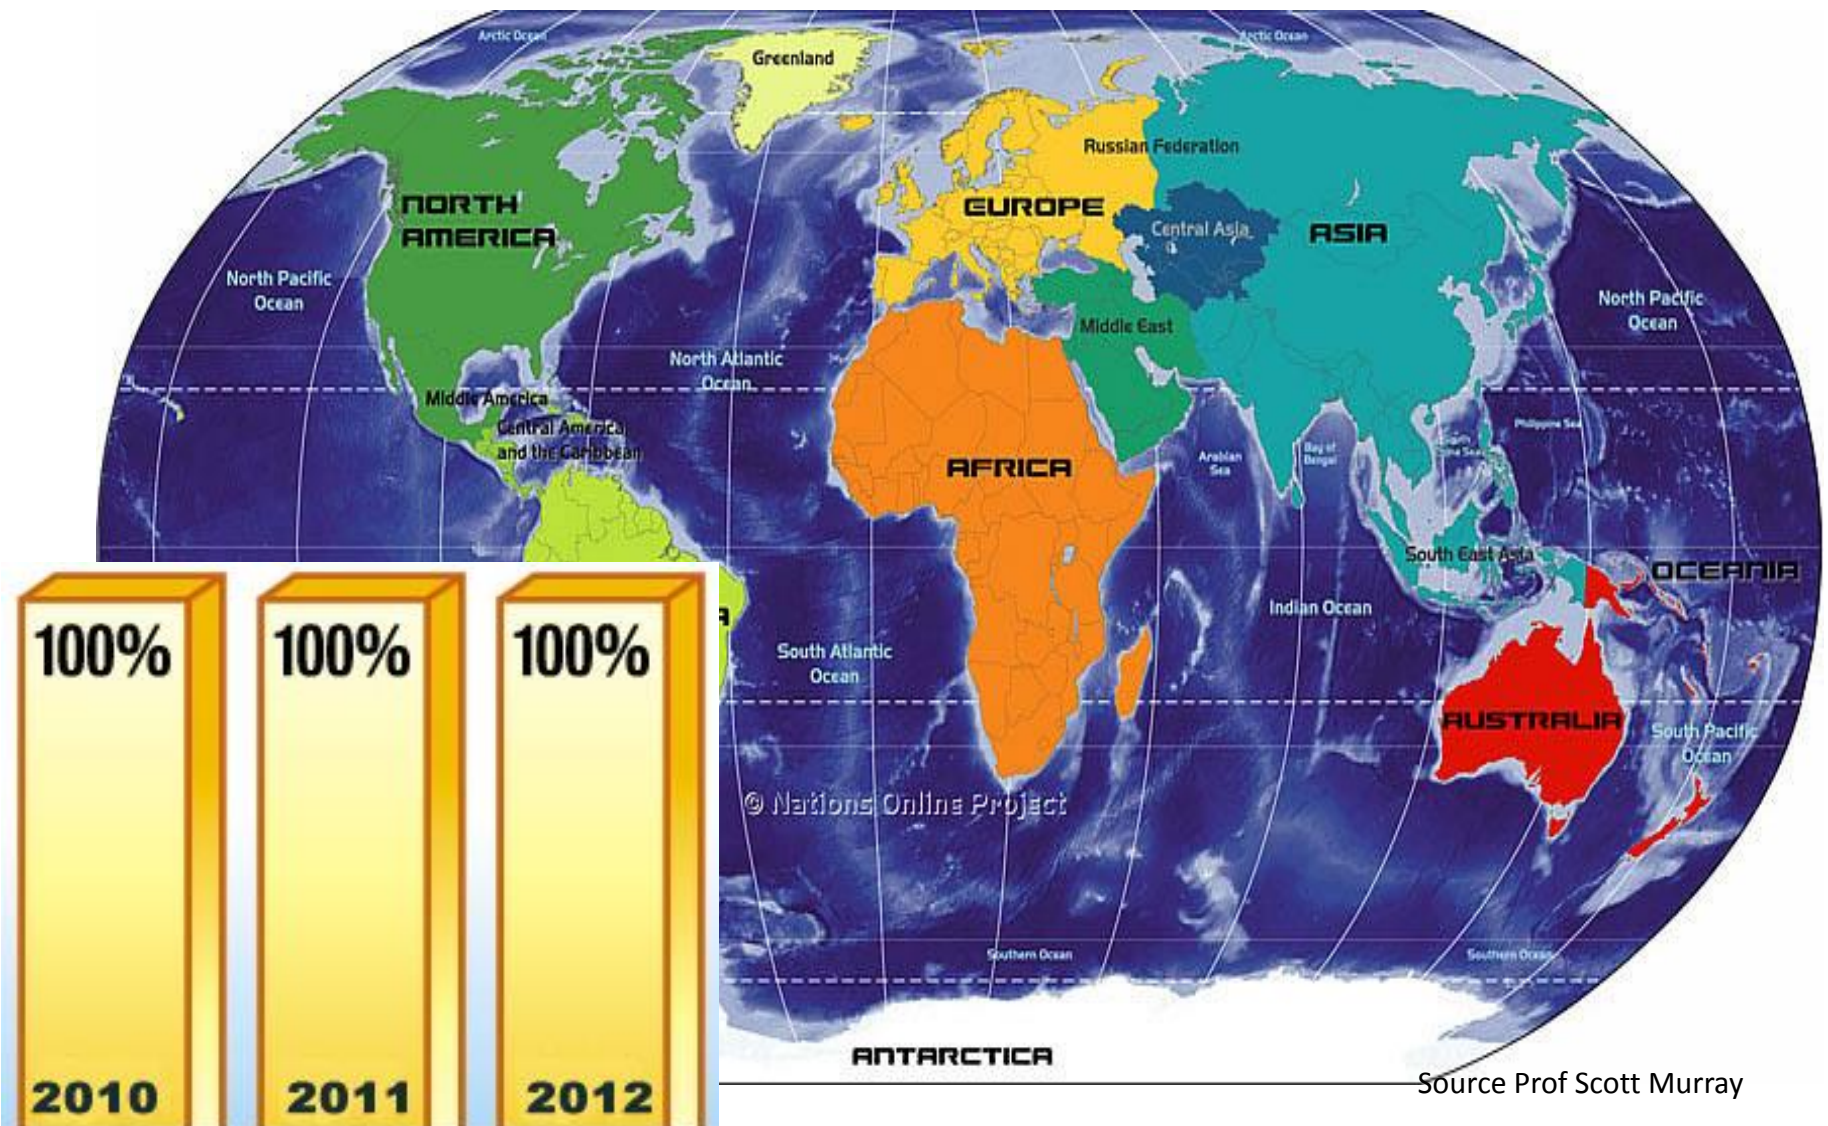 Arctic Ocean
Arctic Ocean
Greenland
Russian Federation
NORTH
AMERICA
EUROPE
Central Asia
ASIA
North Pacific
Ocean
North Pacific
Ocean
Middle East
North Atlantic
Ocean
Middle America
Central America
and the Caribbean
Philippine Sea
Arabian
Sea
Bay of
Bengal
AFRICA
South East Asia
OCEANIA
Indian Ocean
South Atlantic
Ocean
AUSTRALIA
South Pacific
Ocean
© Nations Online Project
Southern Ocean
Southern Ocean
ANTARCTICA
Source Prof Scott Murray
100%
100%
100%
2010
2011
2012